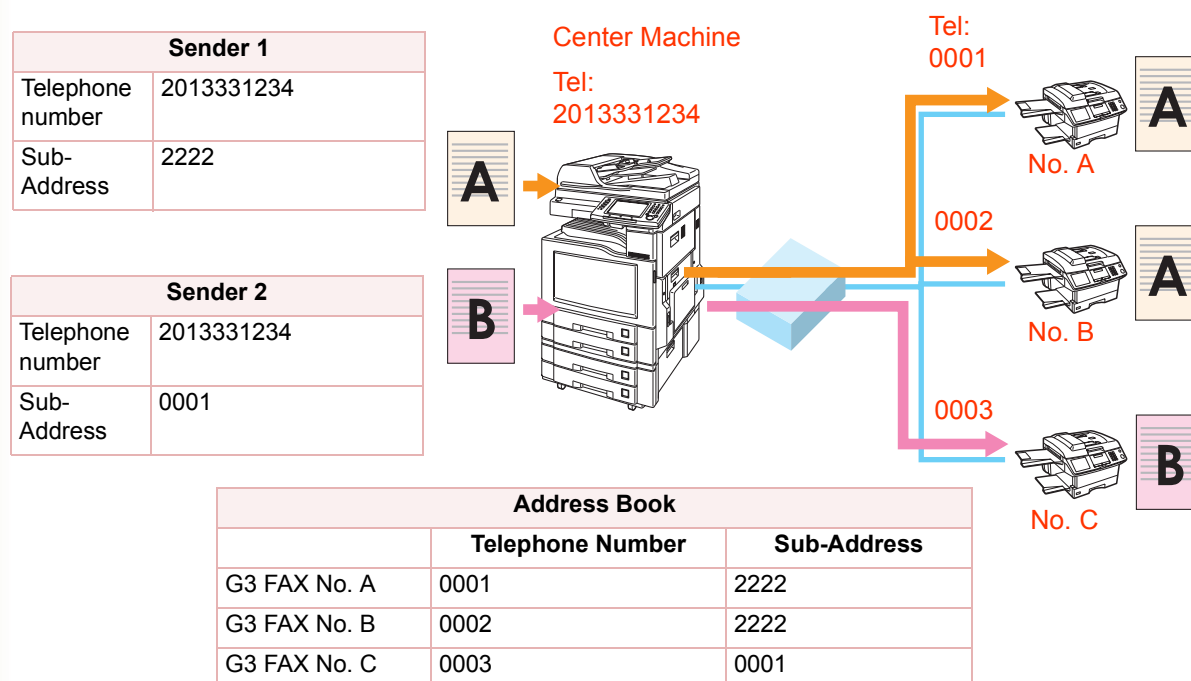 Sender 1
Telephone number 2013331234
Sub-Address 2222
Sender 2
Telephone number 2013331234
Sub-Address 0001
A
B
Center Machine
Tel:
2013331234
Tel:
0001
No. A
A
0002
No. B
A
0003
No. C
B
Address Book
Telephone Number Sub-Address
G3 FAX No. A 0001 2222
G3 FAX No. B 0002 2222
G3 FAX No. C 0003 0001